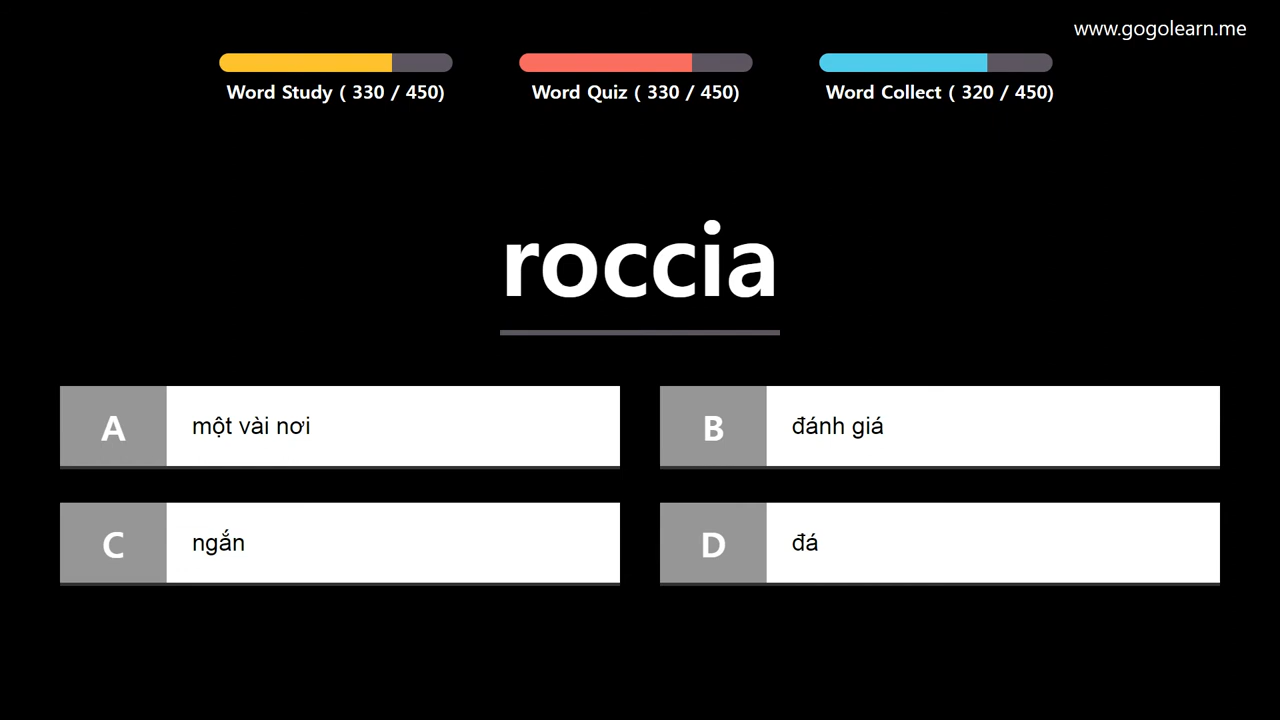 www.gogolearn.me
Word Study ( 330 / 450)
Word Quiz ( 330 / 450)
Word Collect ( 320 / 450)
roccia
A
một vài nơi
B
đánh giá
C
ngắn
D
đá